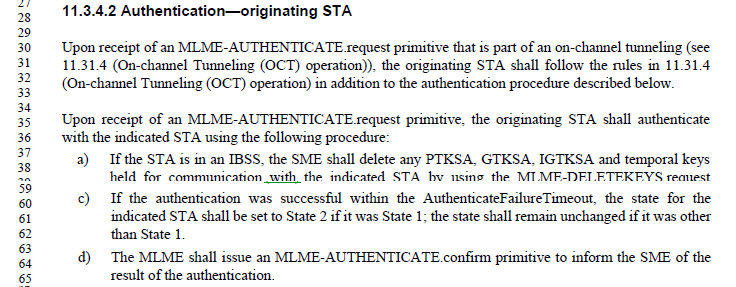 27
28 11.3.4.2 Authentication—originating STA
29
30 Upon receipt of an MLME-AUTHENTICATE.request primitive that is part of an on-channel tunneling (see
31 11.31.4 (On-channel Tunneling (OCT) operation)), the originating STA shall follow the rules in 11.31.4
32 (On-channel Tunneling (OCT) operation) in addition to the authentication procedure described below.
33
34
35 Upon receipt of an MLME-AUTHENTICATE.request primitive, the originating STA shall authenticate
36 with the indicated STA using the following procedure:
37 a) If the STA is in an IBSS, the SME shall delete any PTKSA, GTKSA, IGTKSA and temporal keys
38 held for communication with the indicated STA by using the MLME-DELETEKEYS request
59
60 c) If the authentication was successful within the AuthenticateFailureTimeout, the state for the
61 indicated STA shall be set to State 2 if it was State 1; the state shall remain unchanged if it was other
62 than State 1.
63
64 d) The MLME shall issue an MLME-AUTHENTICATE.confirm primitive to inform the SME of the
65 result of the authentication.